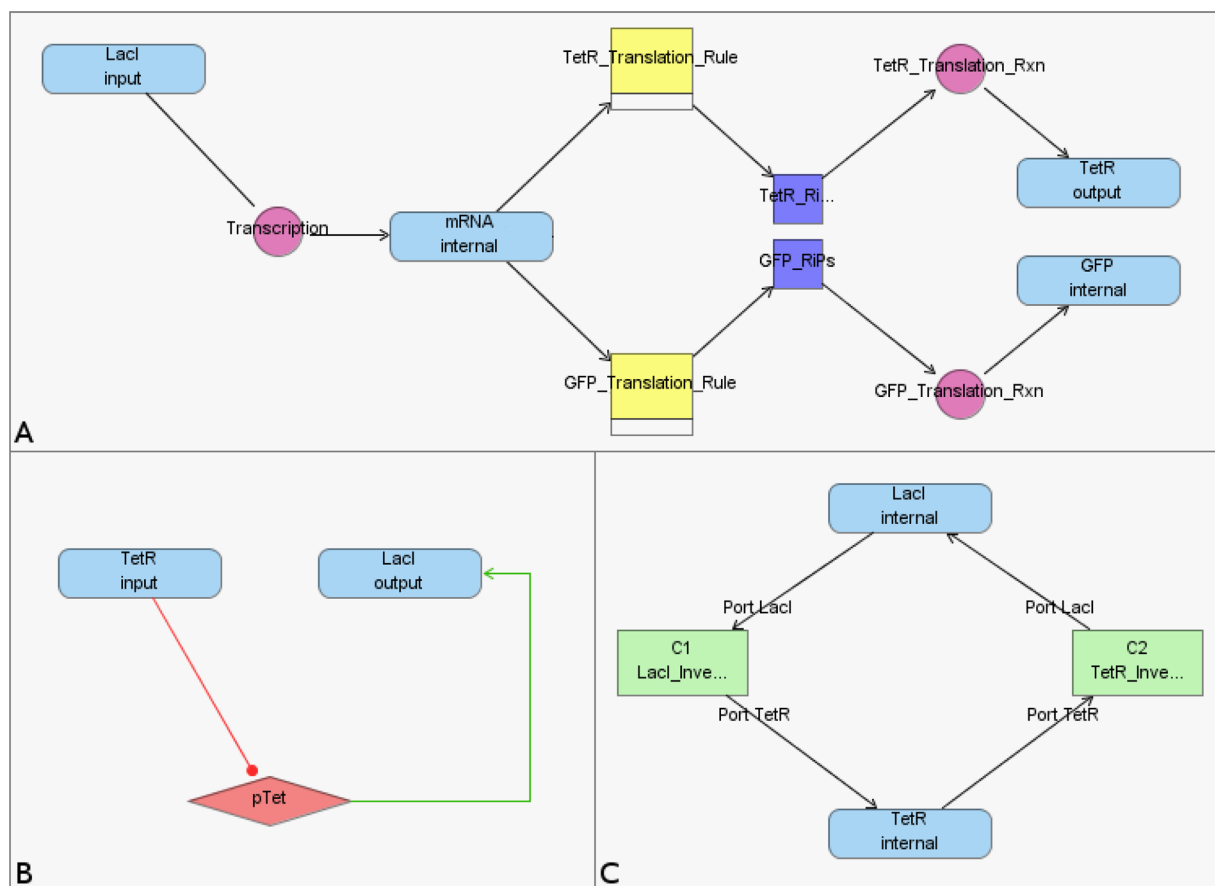 LacI
input
TetR_Translation_Rule
TetR_Translation_Rxn
TetR
output
TetR_Ri...
Transcription
mRNA
internal
GFP_RiPs
GFP
internal
GFP_Translation_Rule
GFP_Translation_Rxn
A
TetR
input
LacI
output
pTet
B
LacI
internal
Port LacI
Port LacI
C1
LacI_Inve...
C2
TetR_Inve...
Port TetR
Port TetR
TetR
internal
C